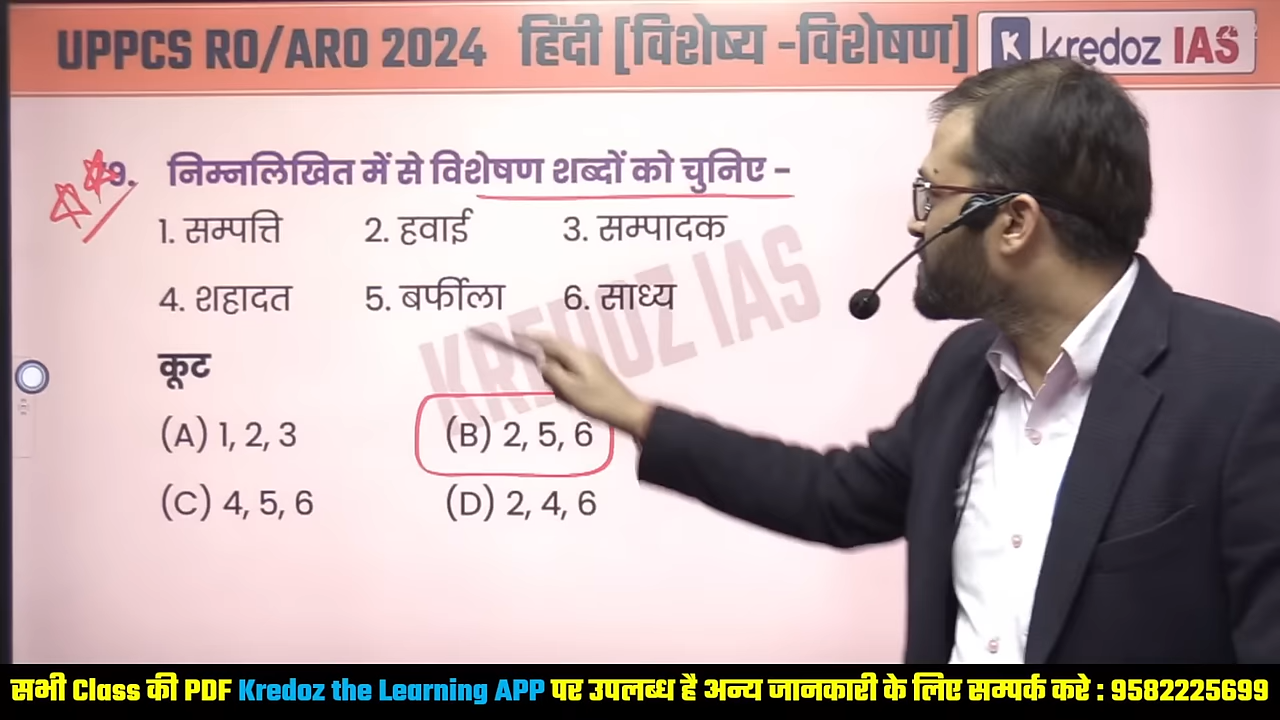 UPPCS RO/ARO 2024 हिंदी [विशेष्य -विशेषण]
K kredoz IAS
9. निम्नलिखित में से विशेषण शब्दों को चुनिए –
1. सम्पत्ति 2. हवाई 3. सम्पादक
4. शहादत 5. बर्फीला 6. साध्य
KREDOZ IAS
कूट
(A) 1, 2, 3 (B) 2, 5, 6
(C) 4, 5, 6 (D) 2, 4, 6
सभी Class की PDF Kredoz the Learning APP पर उपलब्ध है अन्य जानकारी के लिए सम्पर्क करे : 9582225699